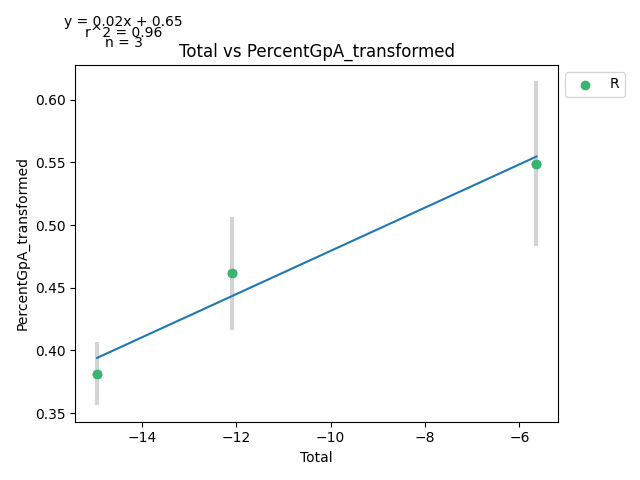 y = 0.02x + 0.65
r^2 = 0.96
n = 3
Total vs PercentGpA_transformed
R
PercentGpA_transformed
0.60
0.55
0.50
0.45
0.40
0.35
−14
−12
−10
−8
−6
Total